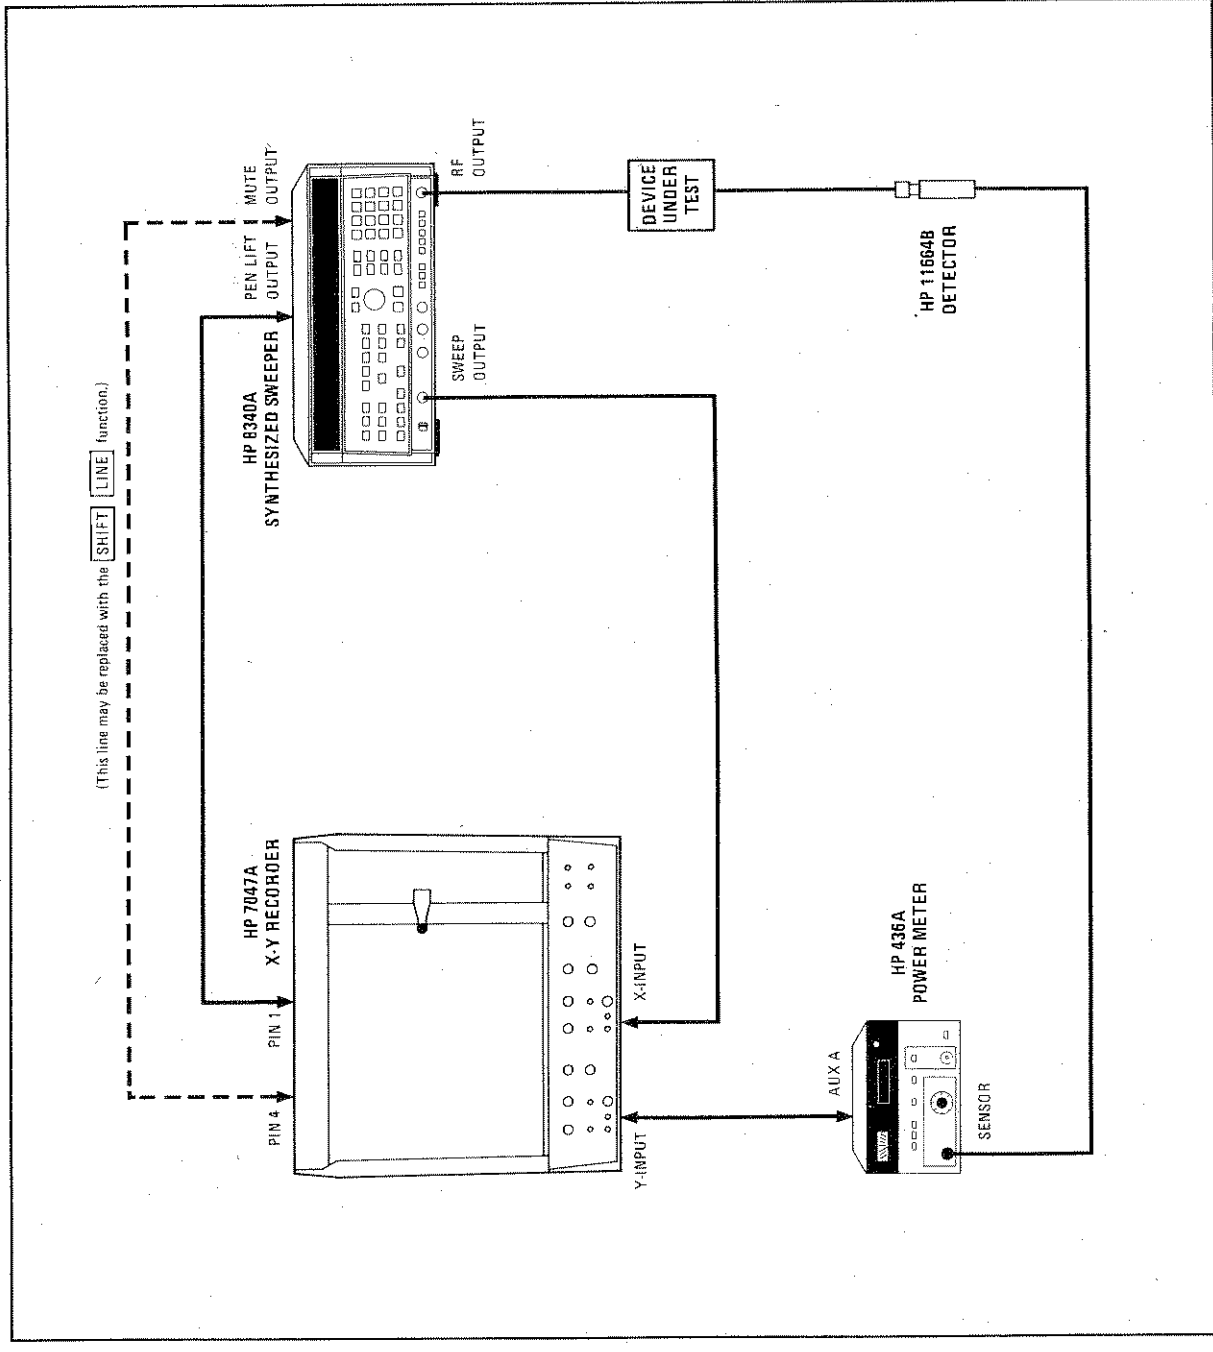 (This line may be replaced with the SHIFT LINE function.)
PIN 4
PIN 1
HP 7047A
X-Y RECORDER
HP 8340A
SYNTHESIZED SWEEPER
PEN LIFT
OUTPUT
MUTE
OUTPUT
Y-INPUT
X-INPUT
SWEEP
OUTPUT
RF
OUTPUT
DEVICE
UNDER
TEST
AUX A
HP 436A
POWER METER
SENSOR
HP 11664B
DETECTOR